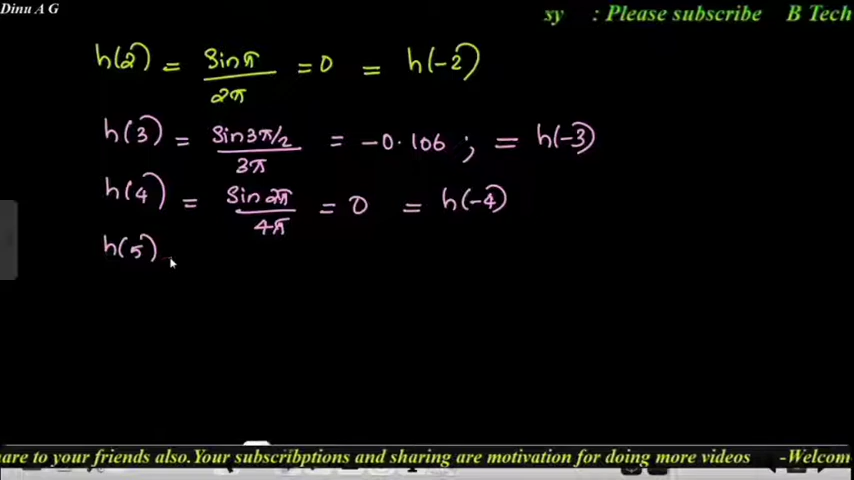 Dinu A G
sy : Please subscribe B Tech
h(2) = sinπ/2π = 0 = h(-2)
h(3) = sin3π/2/3π = -0.106 ; = h(-3)
h(4) = sin2π/4π = 0 = h(-4)
h(5)
are to your friends also.Your subscribptions and sharing are motivation for doing more videos -Welcom